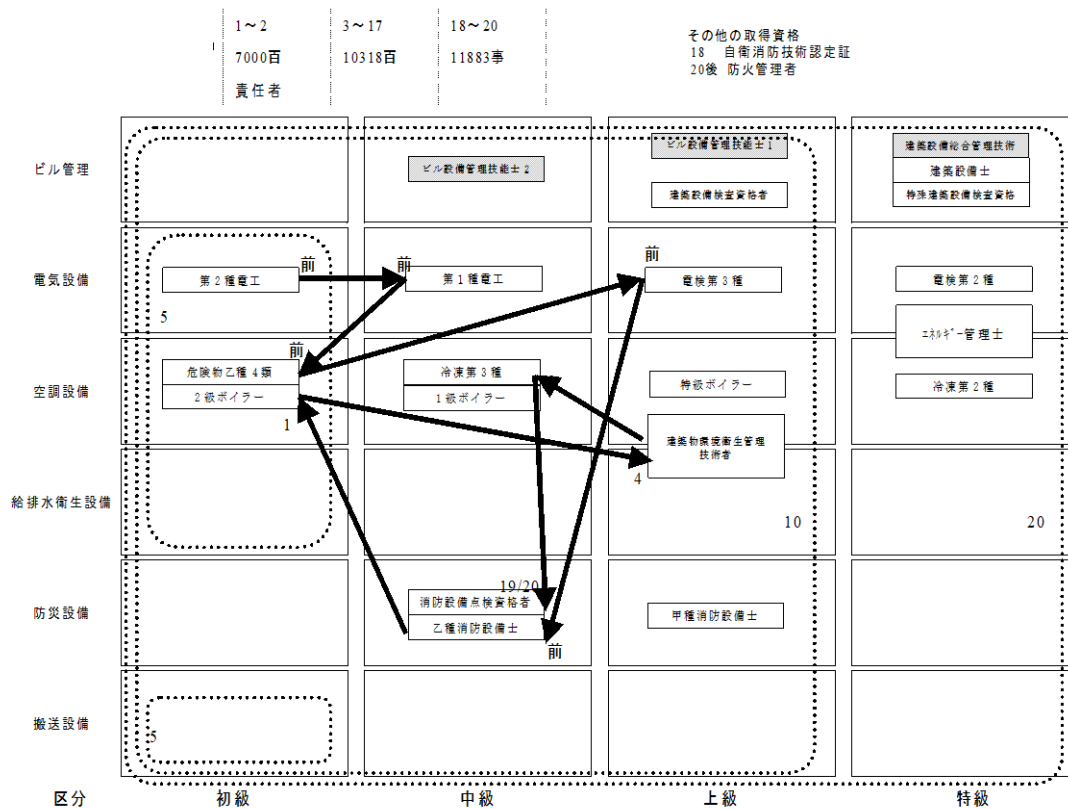 1～2 3～17 18～20
7000百 10318百 11883事
責任者
その他の取得資格
18 自衛消防技術認定証
20後 防火管理者
ビル管理
ビル設備管理技能士2
ビル設備管理技能士1
建築設備検査資格者
建築設備総合管理技術
建築設備士
特殊建築設備検査資格
電気設備
第2種電工
前
前
第1種電工
前
電検第3種
電検第2種
5
エネルギー管理士
空調設備
前
危険物乙種4類
2級ボイラー
1
冷凍第3種
1級ボイラー
特級ボイラー
冷凍第2種
建築物環境衛生管理
技術者
4
給排水衛生設備
10
20
防災設備
19/20
消防設備点検資格者
乙種消防設備士
前
甲種消防設備士
搬送設備
5
区分 初級 中級 上級 特級